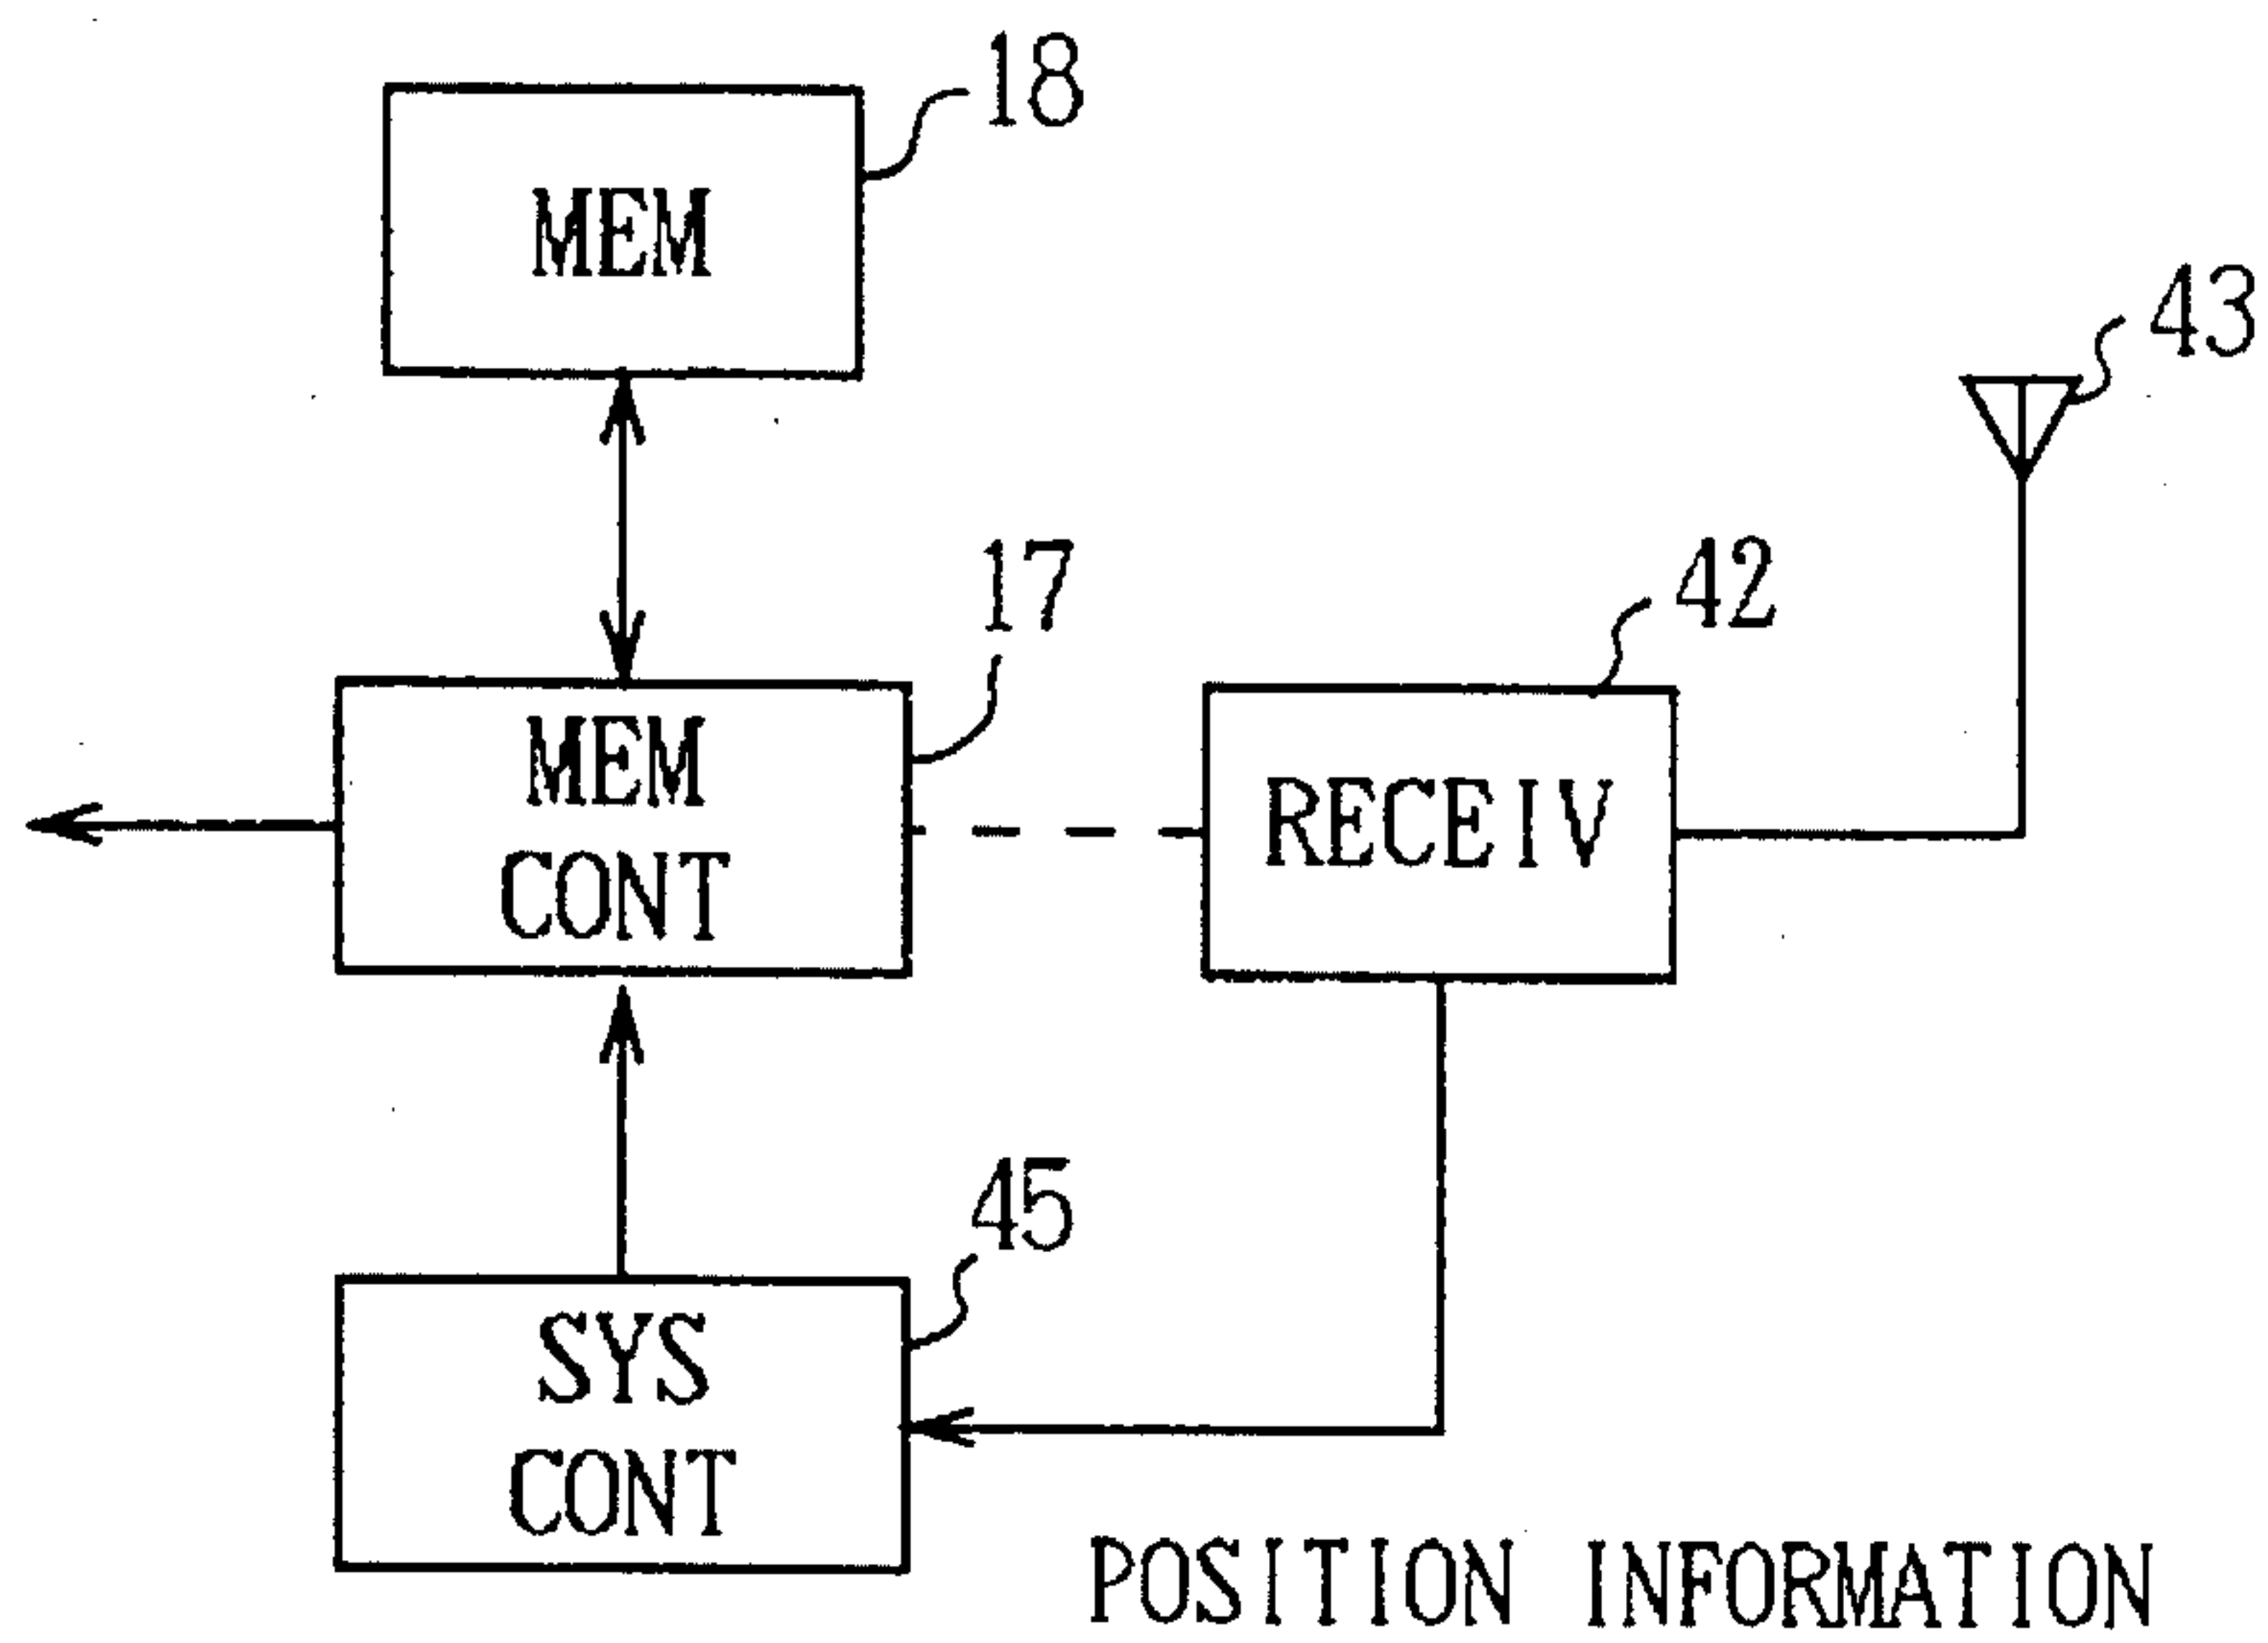 18
MEM
43
17
42
MEM
CONT
RECEIV
45
SYS
CONT
POSITION INFORMATION